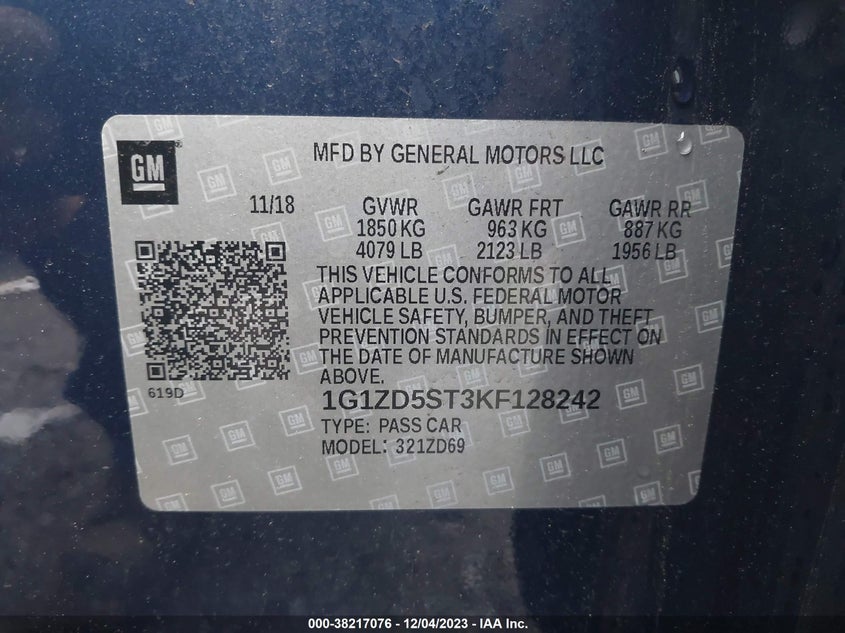 GM
MFD BY GENERAL MOTORS LLC
11/18 GVWR GAWR FRT GAWR RR
1850 KG 963 KG 887 KG
4079 LB 2123 LB 1956 LB
THIS VEHICLE CONFORMS TO ALL
APPLICABLE U.S. FEDERAL MOTOR
VEHICLE SAFETY, BUMPER, AND THEFT
PREVENTION STANDARDS IN EFFECT ON
THE DATE OF MANUFACTURE SHOWN
ABOVE.
619D
1G1ZD5ST3KF128242
TYPE: PASS CAR
MODEL: 321ZD69
000-38217076 - 12/04/2023 - IAA Inc.